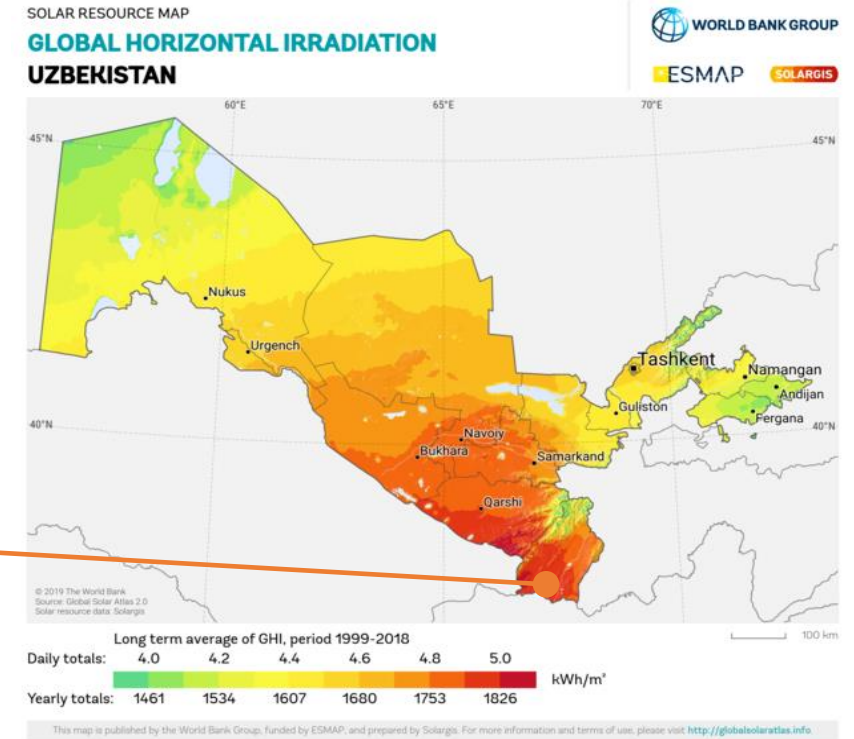 SOLAR RESOURCE MAP
GLOBAL HORIZONTAL IRRADIATION
UZBEKISTAN
WORLD BANK GROUP
ESMAP SOLARGIS
60°E 65°E 70°E
45°N 45°N
Nukus
Urgench
Tashkent
Namangan
Andijan
Guliston
Fergana
40°N 40°N
Navoiy
Bukhara
Samarkand
Qarshi
© 2019 The World Bank
Source: Global Solar Atlas 2.0
Solar resource data: Solargis
100 km
Long term average of GHI, period 1999-2018
Daily totals: 4.0 4.2 4.4 4.6 4.8 5.0
kWh/m²
Yearly totals: 1461 1534 1607 1680 1753 1826
This map is published by the World Bank Group, funded by ESMAP, and prepared by Solargis. For more information and terms of use, please visit http://globalsolaratlas.info.